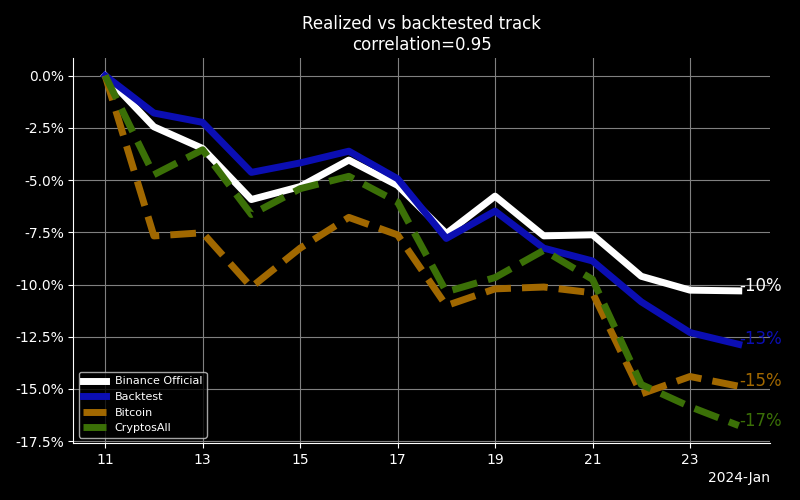 Realized vs backtested track
correlation=0.95
0.0%
-2.5%
-5.0%
-7.5%
-10.0%
-12.5%
-15.0%
-17.5%
-10%
-13%
-15%
-17%
Binance Official
Backtest
Bitcoin
CryptosAll
11 13 15 17 19 21 23
2024-Jan